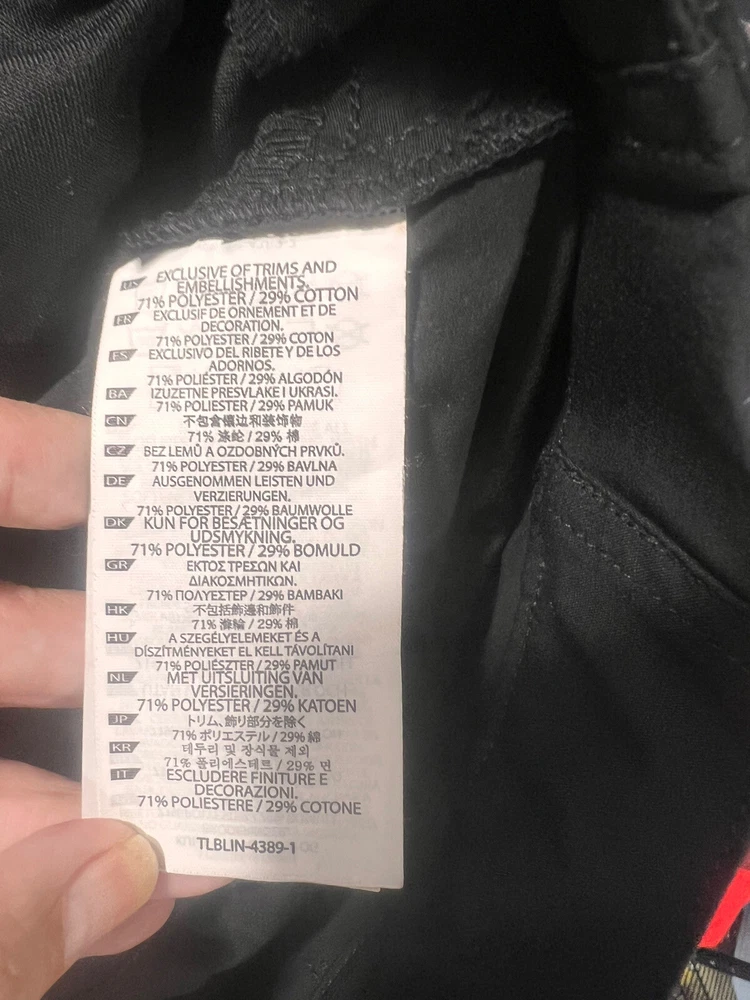 US EXCLUSIVE OF TRIMS AND
EMBELLISHMENTS.
71% POLYESTER / 29% COTTON
FR EXCLUSIF DE ORNEMENT ET DE
DECORATION.
71% POLYESTER / 29% COTON
ES EXCLUSIVO DEL RIBETE Y DE LOS
ADORNOS.
71% POLIÉSTER / 29% ALGODÓN
BA IZUZETNE PRESVLAKE I UKRASI.
71% POLYESTER / 29% PAMUK
CN 不包含镶边和装饰物
71% 涤纶 / 29% 棉
CZ BEZ LEMŮ A OZDOBNÝCH PRVKŮ.
71% POLYESTER / 29% BAVLNA
DE AUSGENOMMEN LEISTEN UND
VERZIERUNGEN.
71% POLYESTER / 29% BAUMWOLLE
DK KUN FOR BESÆTNINGER OG
UDSMYKNING.
71% POLYESTER / 29% BOMULD
GR ΕΚΤΟΣ ΤΡΕΣΩΝ ΚΑΙ
ΔΙΑΚΟΣΜΗΤΙΚΩΝ.
71% ΠΟΛΥΕΣΤΕΡ / 29% ΒΑΜΒΑΚΙ
HK 不包括飾邊和飾件
71% 滌輪 / 29% 棉
HU A SZEGÉLYELEMEKET ÉS A
DÍSZÍTMÉNYEKET EL KELL TÁVOLÍTANI
71% POLIÉSZTER / 29% PAMUT
NL MET UITSLUITING VAN
VERSIERINGEN.
71% POLYESTER / 29% KATOEN
JP トリム、飾り部分を除く
71% ポリエステル / 29% 綿
KR 테두리 및 장식물 제외
71% 폴리에스테르 / 29% 면
IT ESCLUDERE FINITURE E
DECORAZIONI.
71% POLIESTERE / 29% COTONE
TLBLIN-4389-1